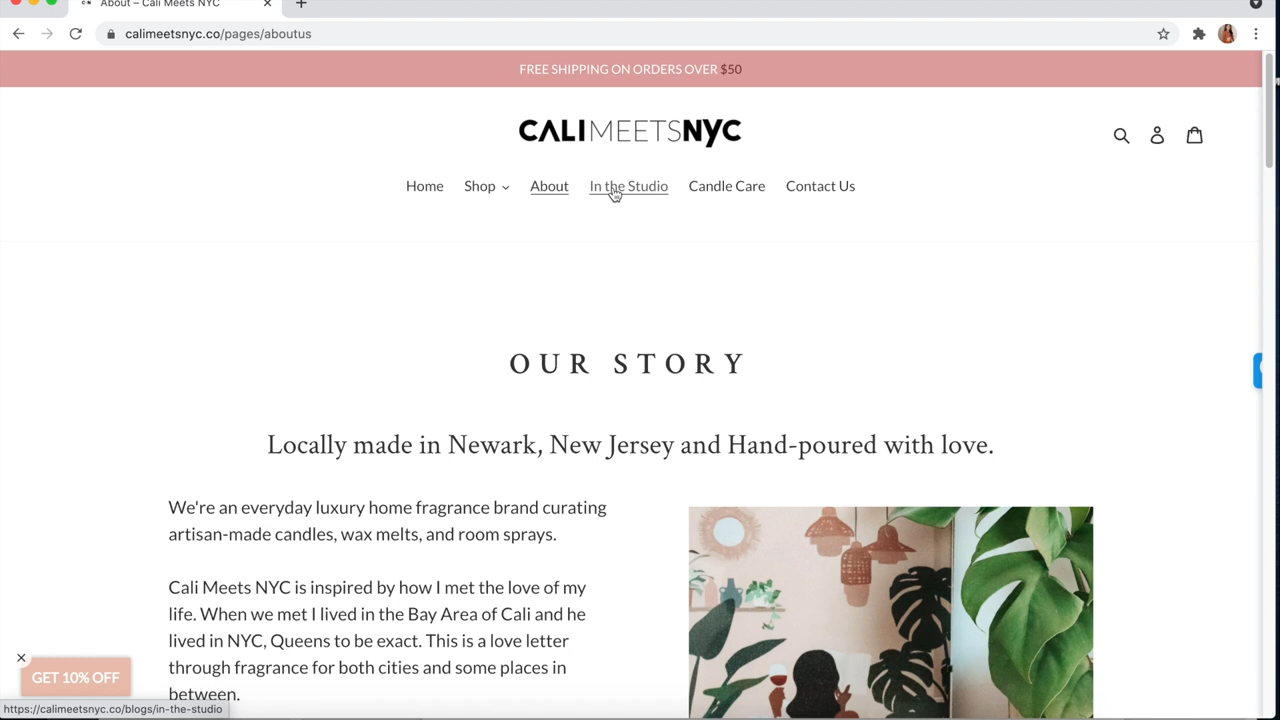 About – Cali Meets NYC
calimeetsnyc.co/pages/aboutus
FREE SHIPPING ON ORDERS OVER $50
CALIMEETSNYC
Home Shop About In the Studio Candle Care Contact Us
OUR STORY
Locally made in Newark, New Jersey and Hand-poured with love.
We're an everyday luxury home fragrance brand curating
artisan-made candles, wax melts, and room sprays.
Cali Meets NYC is inspired by how I met the love of my
life. When we met I lived in the Bay Area of Cali and he
lived in NYC, Queens to be exact. This is a love letter
through fragrance for both cities and some places in
between.
GET 10% OFF
https://calimeetsnyc.co/blogs/in-the-studio